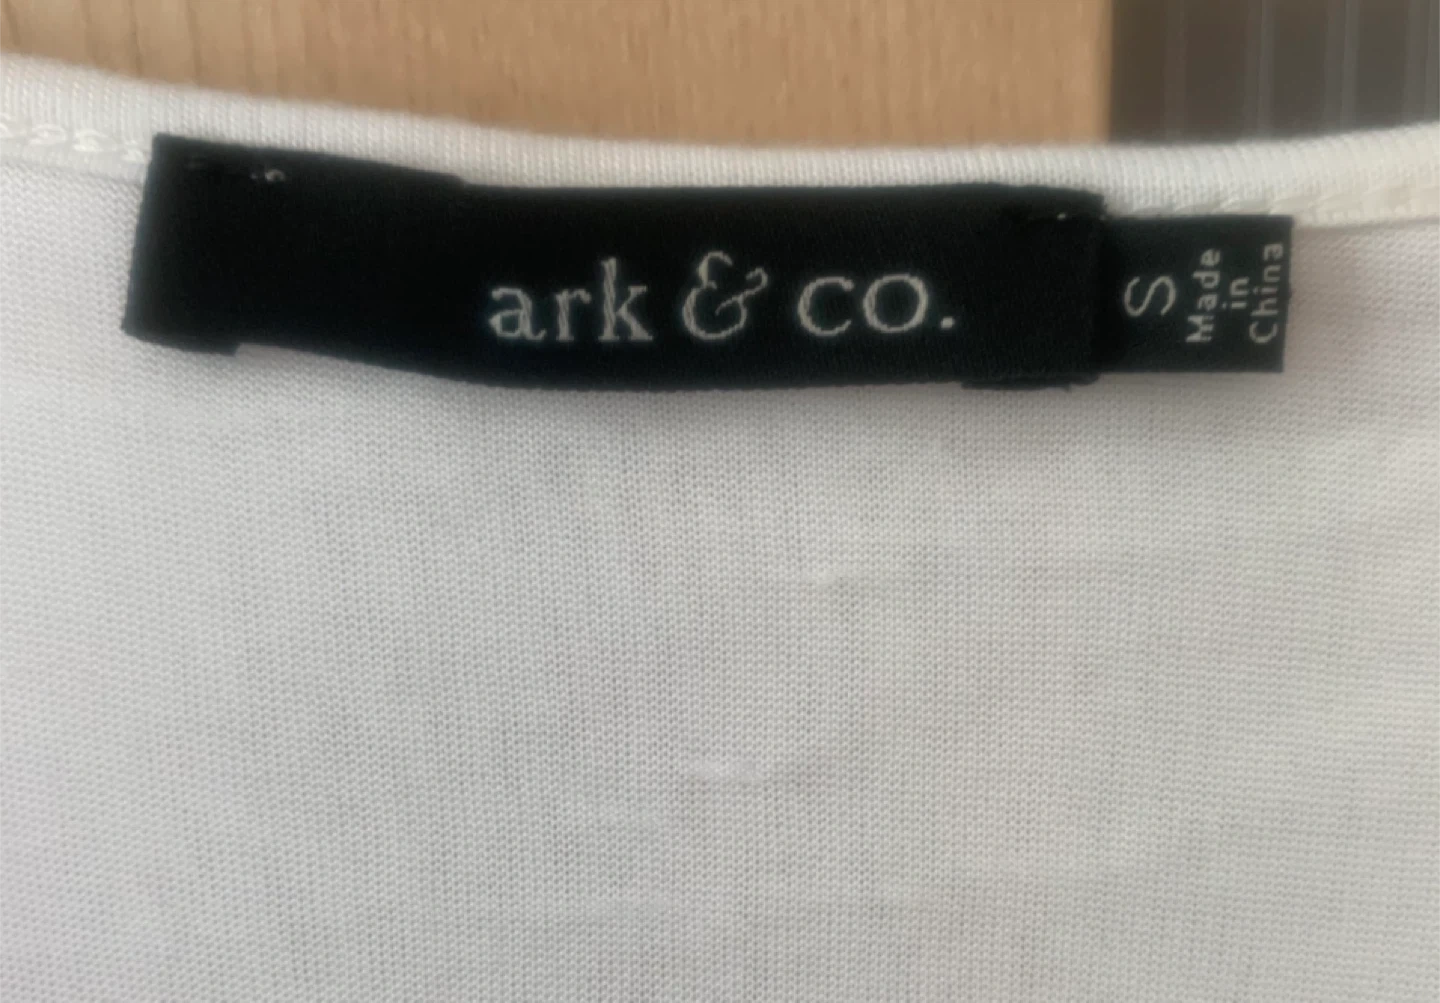 ark & co.
S
Made
in
China